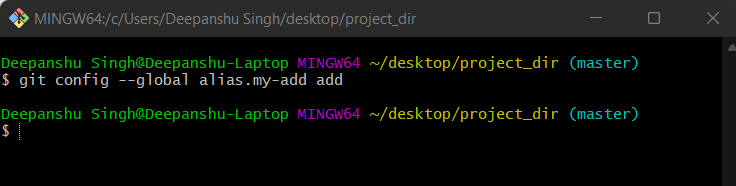 MINGW64:/c/Users/Deepanshu Singh/desktop/project_dir
Deepanshu Singh@Deepanshu-Laptop MINGW64 ~/desktop/project_dir (master)
$ git config --global alias.my-add add
Deepanshu Singh@Deepanshu-Laptop MINGW64 ~/desktop/project_dir (master)
$